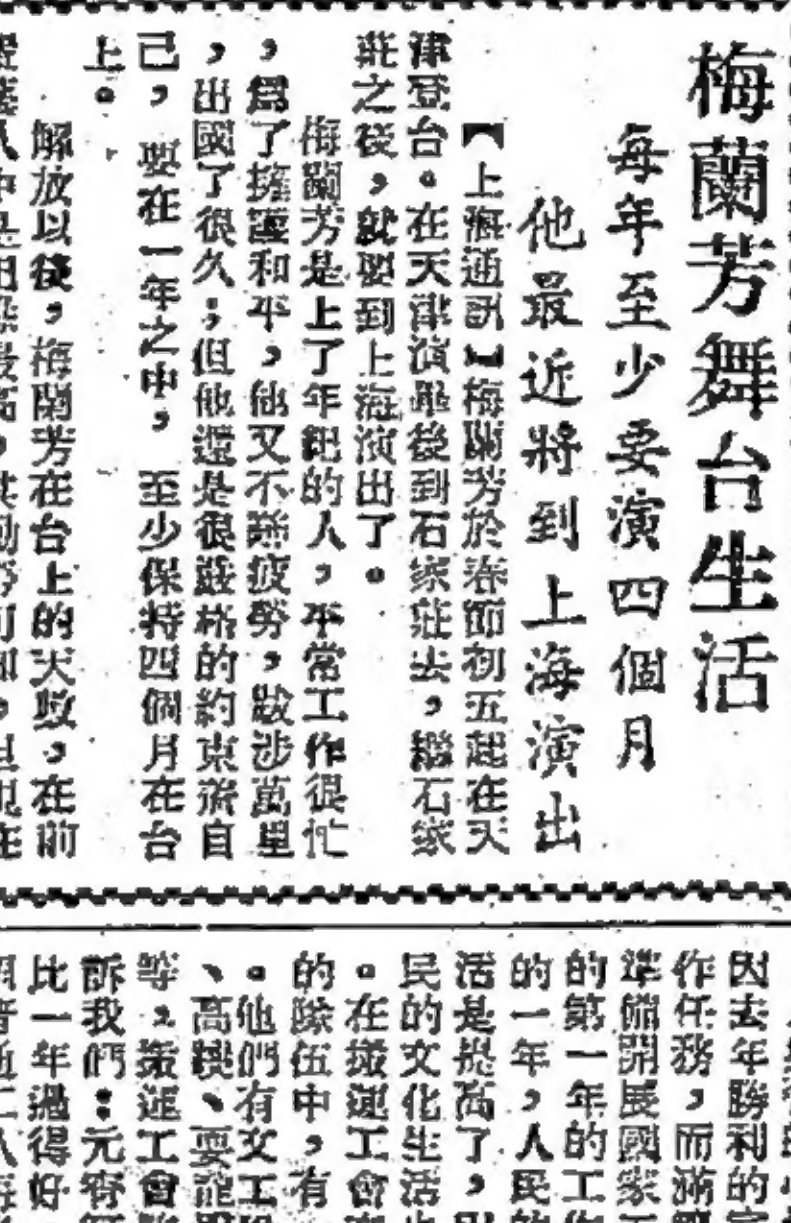 梅蘭芳舞台生活
每年至少要演四個月
他最近將到上海演出
【上海通訊】梅蘭芳於春節初五起在天
津登台。在天津演畢後到石家莊去,繼石家
莊之後,就要到上海演出了。
梅蘭芳是上了年紀的人,平常工作很忙
,爲了擁護和平,他又不辭疲勞,跋涉萬里
,出國了很久;但他還是很嚴格的約束著自
己,要在一年之中,至少保持四個月在台
上。
解放以後,梅蘭芳在台上的天數,在前
因去年勝利的
作任務,而滿
準備開展國家
的第一年的工作
的一年,人民的
活是提高了,
民的文化生活
。在搬運工會
的隊伍中,有
。他們有文工
、高蹺、耍龍
等。搬運工會
訴我們:元宵
比一年過得好